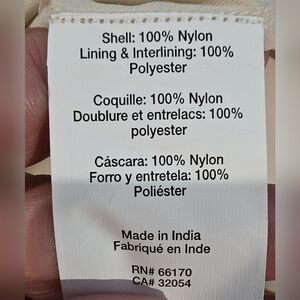 Shell: 100% Nylon
Lining & Interlining: 100%
Polyester
Coquille: 100% Nylon
Doublure et entrelacs: 100%
polyester
Cáscara: 100% Nylon
Forro y entretela: 100%
Poliéster
Made in India
Fabriqué en Inde
RN# 66170
CA# 32054